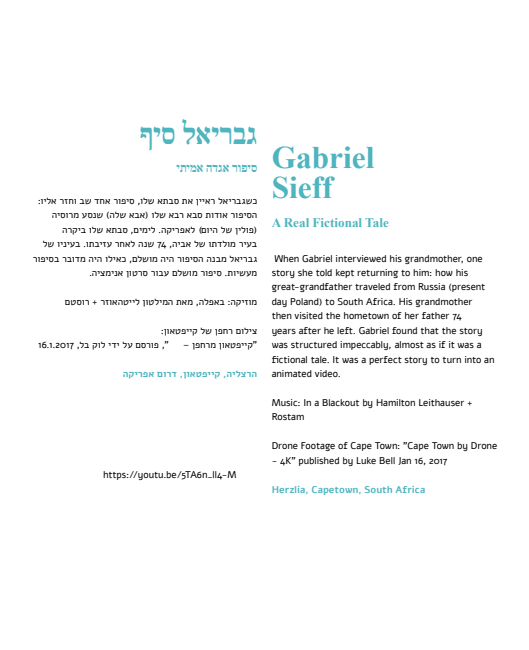 גבריאל סיף
סיפור אגדה אמיתי
כשגבריאל ראיין את סבתא שלו, סיפור אחד שב וחזר אליו:
הסיפור אודות סבא רבא שלו (אבא שלה) שנסע מרוסיה
(פולין של היום) לאפריקה. לימים, סבתא שלו ביקרה
בעיר מולדתו של אביה, 74 שנה לאחר עזיבתו. בעיניו של
גבריאל מבנה הסיפור היה מושלם, כאילו היה מדובר בסיפור
מעשיות. סיפור מושלם עבור סרטון אנימציה.
מוזיקה: באפלה, מאת המילטון לייטהאוזר + רוסטם
צילום רחפן של קייפטאון:
"קייפטאון מרחפן – ", פורסם על ידי לוק בל, 16.1.2017
הרצליה, קייפטאון, דרום אפריקה
https://youtu.be/5TA6n_lI4-M
Gabriel
Sieff
A Real Fictional Tale
When Gabriel interviewed his grandmother, one
story she told kept returning to him: how his
great-grandfather traveled from Russia (present
day Poland) to South Africa. His grandmother
then visited the hometown of her father 74
years after he left. Gabriel found that the story
was structured impeccably, almost as if it was a
fictional tale. It was a perfect story to turn into an
animated video.
Music: In a Blackout by Hamilton Leithauser +
Rostam
Drone Footage of Cape Town: "Cape Town by Drone
- 4K" published by Luke Bell Jan 16, 2017
Herzlia, Capetown, South Africa